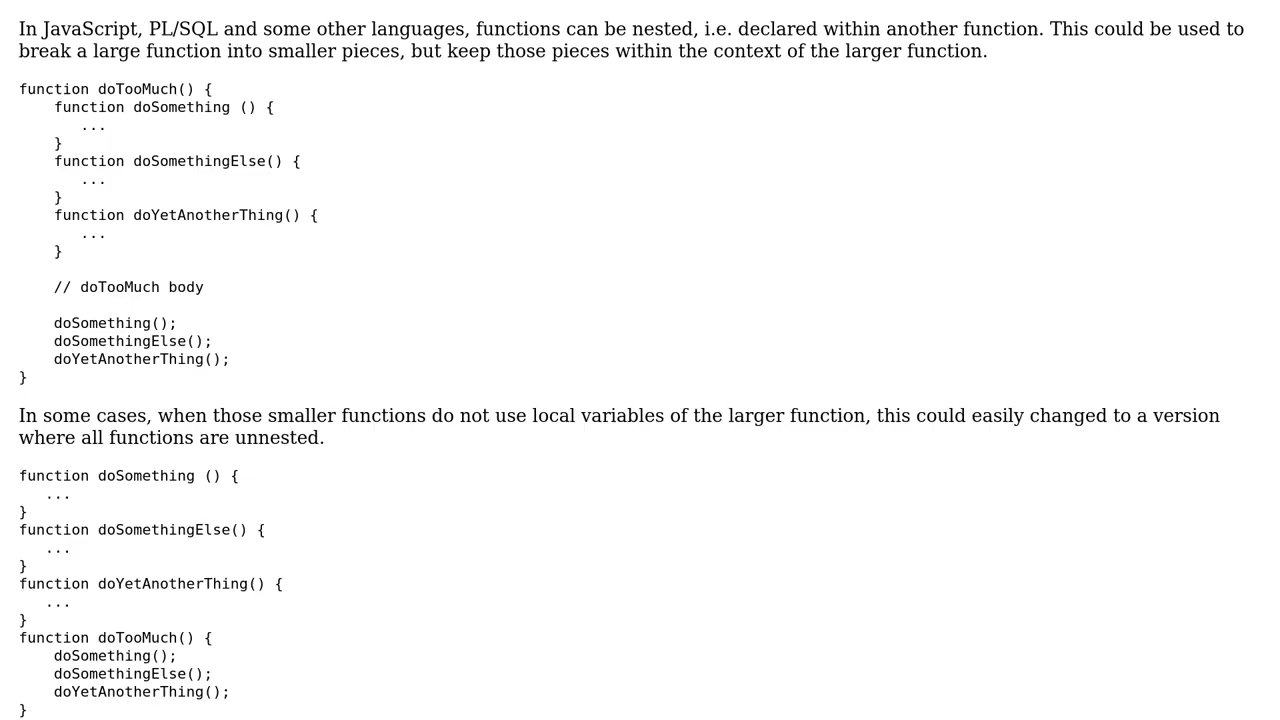 In JavaScript, PL/SQL and some other languages, functions can be nested, i.e. declared within another function. This could be used to
break a large function into smaller pieces, but keep those pieces within the context of the larger function.
function doTooMuch() {
    function doSomething () {
       ...
    }
    function doSomethingElse() {
       ...
    }
    function doYetAnotherThing() {
       ...
    }
    // doTooMuch body
    doSomething();
    doSomethingElse();
    doYetAnotherThing();
}
In some cases, when those smaller functions do not use local variables of the larger function, this could easily changed to a version
where all functions are unnested.
function doSomething () {
   ...
}
function doSomethingElse() {
   ...
}
function doYetAnotherThing() {
   ...
}
function doTooMuch() {
    doSomething();
    doSomethingElse();
    doYetAnotherThing();
}